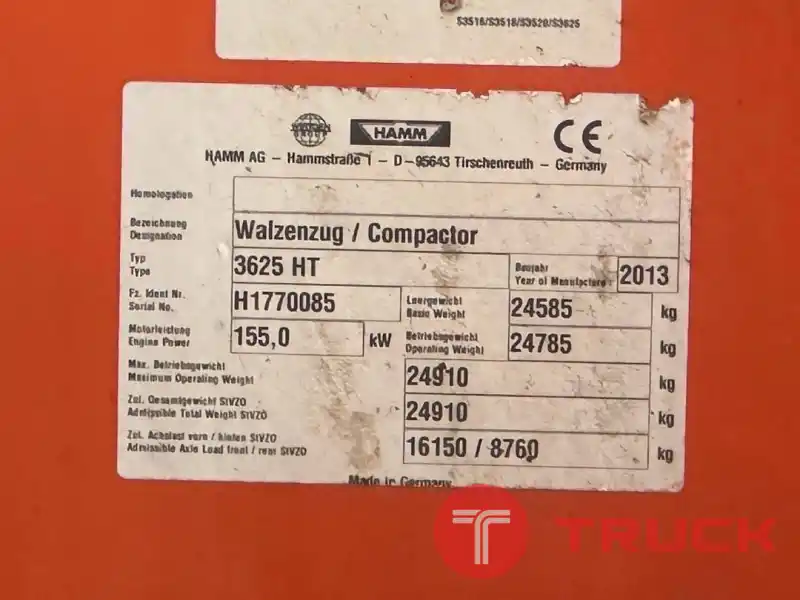 S3516/S3518/S3520/S3625
WIRTGEN GROUP
HAMM
CE
HAMM AG - Hammstraße 1 - D-95643 Tirschenreuth - Germany
Homologation
Bezeichnung
Designation
Walzenzug / Compactor
Typ
Type
3625 HT
Baujahr
Year of Manufacture:
2013
Fz. Ident Nr.
Serial No.
H1770085
Leergewicht
Basic Weight
24585 kg
Motorleistung
Engine Power
155,0 kW
Betriebsgewicht
Operating Weight
24785 kg
Max. Betriebsgewicht
Maximum Operating Weight
24910 kg
Zul. Gesamtgewicht StVZO
Admissible Total Weight StVZO
24910 kg
Zul. Achslast vorn / hinten StVZO
Admissible Axle Load front / rear StVZO
16150 / 8760 kg
Made in Germany
TRUCK